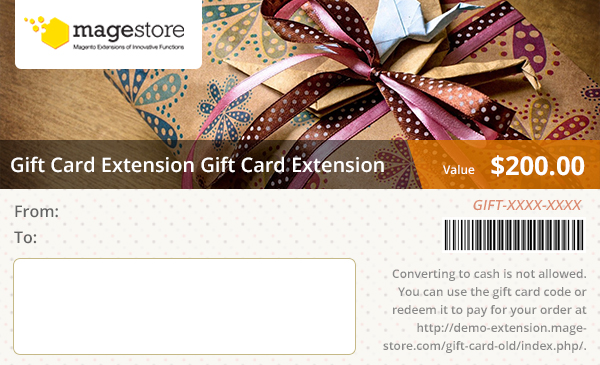 magestore
Magento Extensions of Innovative Functions
Gift Card Extension Gift Card Extension
Value $200.00
From:
To:
GIFT-XXXX-XXXX
Converting to cash is not allowed.
You can use the gift card code or
redeem it to pay for your order at
http://demo-extension.mage-
store.com/gift-card-old/index.php/.